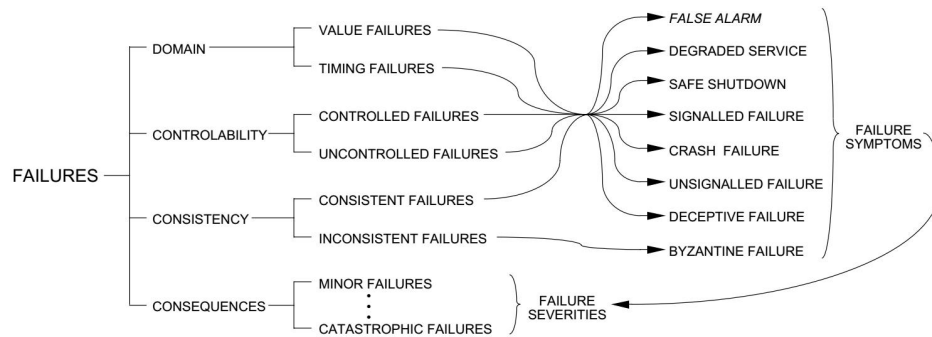 FAILURES
DOMAIN
VALUE FAILURES
TIMING FAILURES
CONTROLABILITY
CONTROLLED FAILURES
UNCONTROLLED FAILURES
CONSISTENCY
CONSISTENT FAILURES
INCONSISTENT FAILURES
CONSEQUENCES
MINOR FAILURES
CATASTROPHIC FAILURES
FAILURE
SEVERITIES
FALSE ALARM
DEGRADED SERVICE
SAFE SHUTDOWN
SIGNALLED FAILURE
CRASH FAILURE
UNSIGNALLED FAILURE
DECEPTIVE FAILURE
BYZANTINE FAILURE
FAILURE
SYMPTOMS